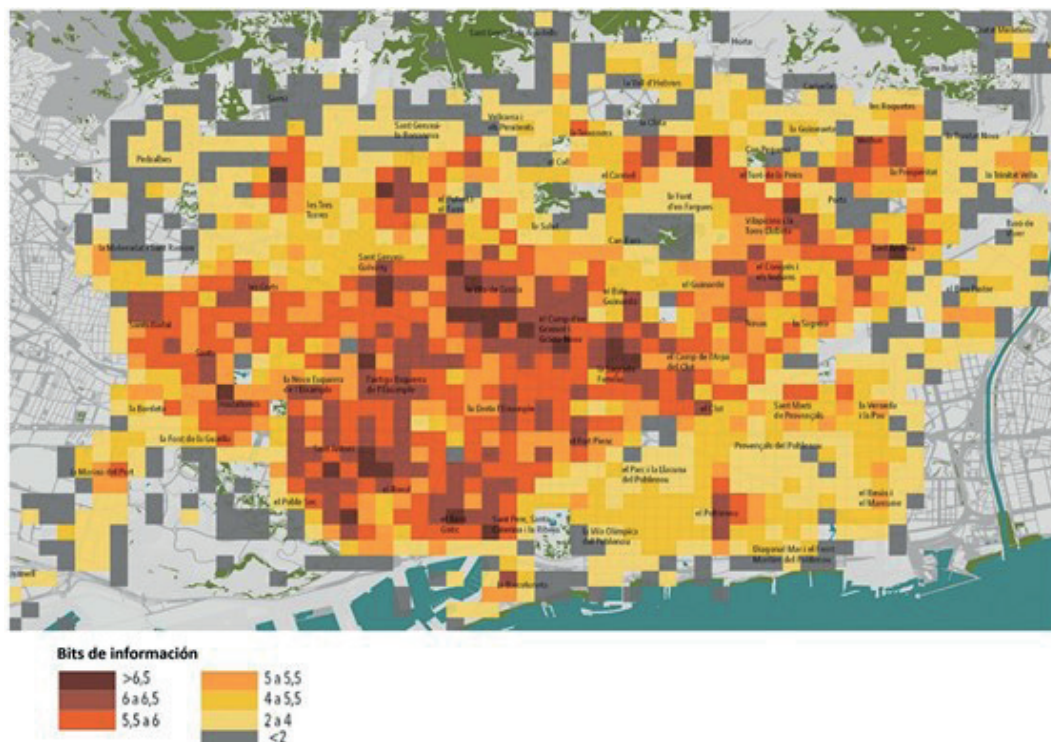 Horta
la Vall d'Hebron
Canyelles
les Roquetes
Sarrià
Vallcarca i
els Penitents
Sant Gervasi-
la Bonanova
la Teixonera
la Clota
la Guineueta
la Trinitat Nova
Pedralbes
el Coll
Can Peguera
Verdun
el Carmel
el Turó de la Peira
la Prosperitat
la Trinitat Vella
les Tres
Torres
el Putxet i
el Farró
la Font
d'en Fargues
Porta
la Salut
Vilapicina i la
Torre Llobeta
Baró de
Viver
la Maternitat i Sant Ramon
Can Baró
Sant Andreu
Sant Gervasi-
Galvany
el Congrés i
els Indians
les Corts
la Vila de Gràcia
el Baix
Guinardó
el Guinardó
el Bon Pastor
Sants-Badal
el Camp d'en
Grassot i
Gràcia Nova
Navas
la Sagrera
Sants
la Sagrada
Família
el Camp de l'Arpa
del Clot
la Nova Esquerra
de l'Eixample
l'Antiga Esquerra
de l'Eixample
la Bordeta
Hostafrancs
la Dreta l'Eixample
el Clot
Sant Martí
de Provençals
la Verneda
i la Pau
la Font de la Guatlla
Sant Antoni
el Fort Pienc
Provençals del Poblenou
la Marina del Port
el Parc i la Llacuna
del Poblenou
el Raval
el Poble Sec
el Besòs i
el Maresme
el Barri
Gòtic
Sant Pere, Santa
Caterina i la Ribera
el Poblenou
la Vila Olímpica
del Poblenou
Diagonal Mar i el Front
Marítim del Poblenou
la Barceloneta
Bits de información
>6,5
6 a 6,5
5,5 a 6
5 a 5,5
4 a 5,5
2 a 4
<2